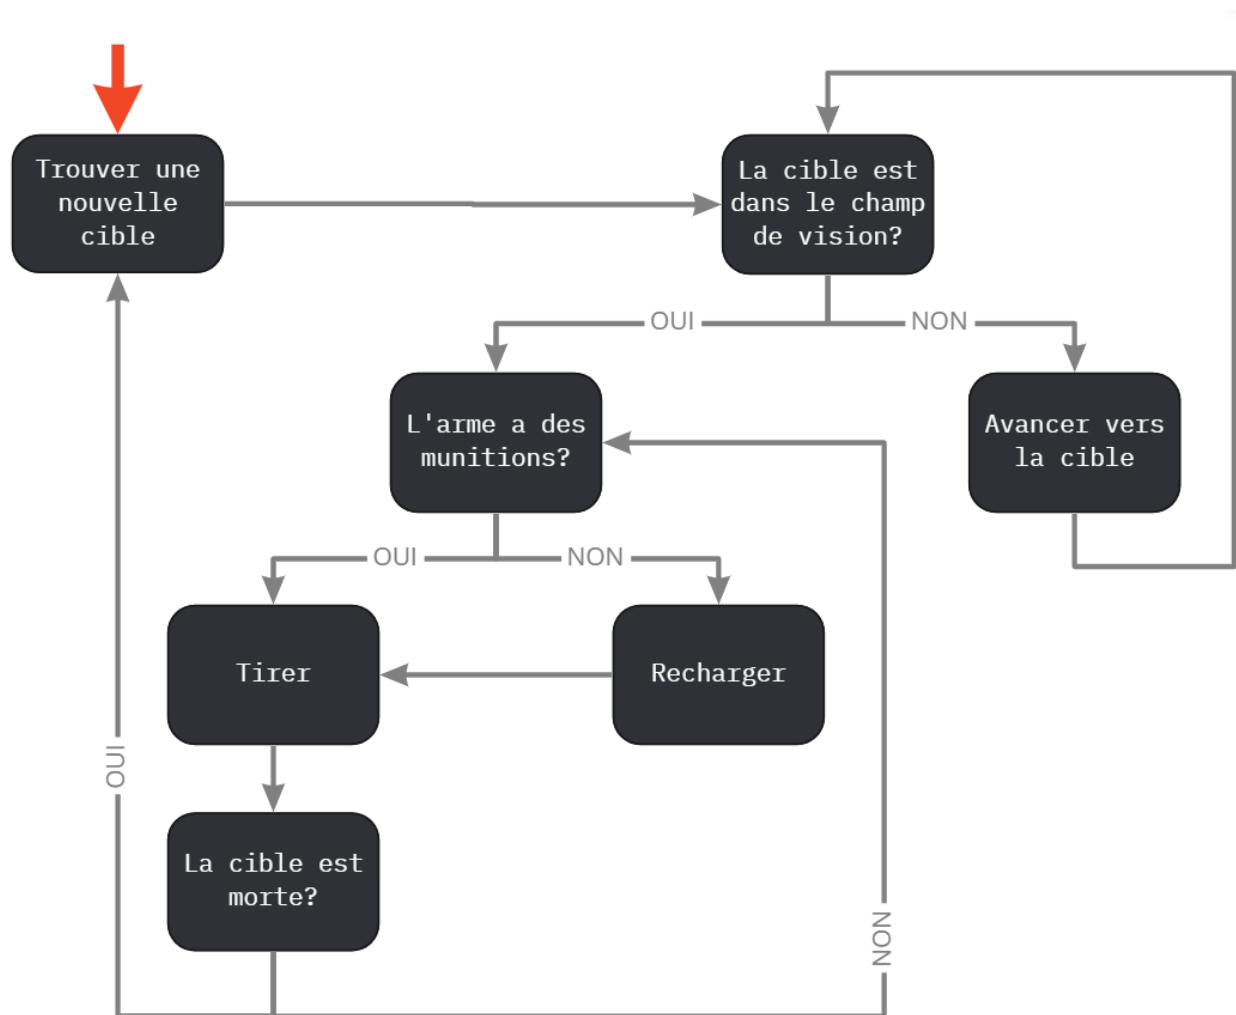 Trouver une
nouvelle
cible
La cible est
dans le champ
de vision?
OUI
NON
L'arme a des
munitions?
Avancer vers
la cible
OUI
NON
Tirer
Recharger
OUI
La cible est
morte?
NON